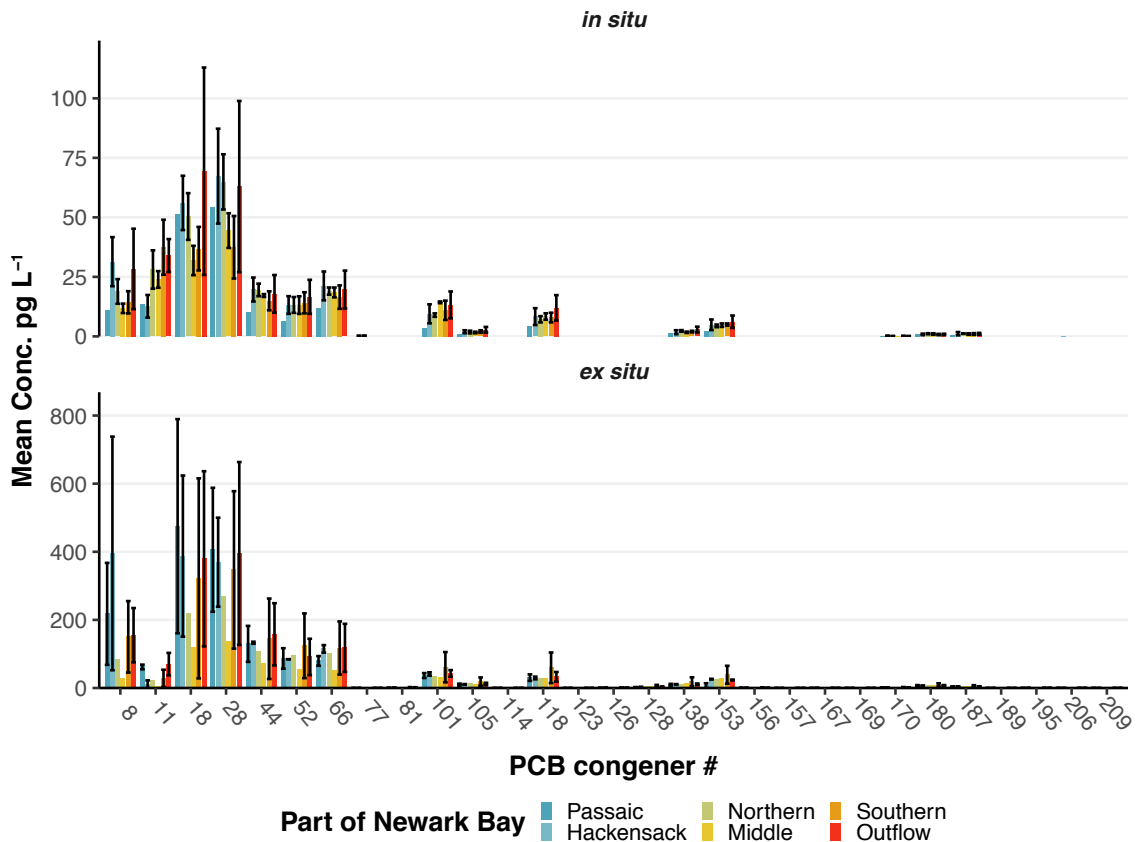 in situ
100
75
50
25
0
Mean Conc. pg L⁻¹
ex situ
800
600
400
200
0
8 11 18 28 44 52 66 77 81 101 105 114 118 123 126 128 138 153 156 157 167 169 170 180 187 189 195 206 209
PCB congener #
Part of Newark Bay
Passaic Northern Southern
Hackensack Middle Outflow